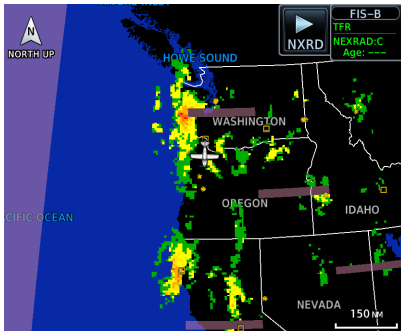 FIS-B
TFR
NEXRAD:C
Age: ---
NXRD
NORTH UP
HOWE SOUND
WASHINGTON
OREGON
IDAHO
CIFIC OCEAN
NEVADA
150 NM